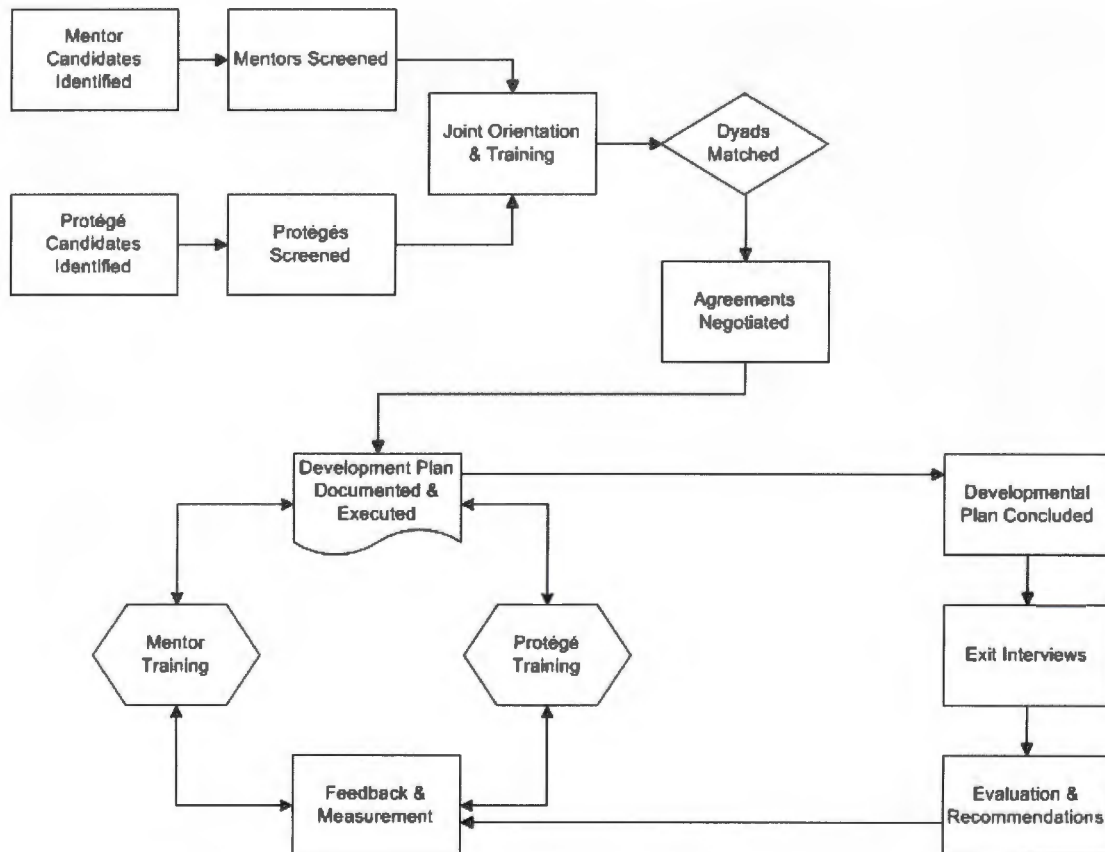 Mentor
Candidates
Identified
Mentors Screened
Joint Orientation
& Training
Dyads
Matched
Protégé
Candidates
Identified
Protégés
Screened
Agreements
Negotiated
Development Plan
Documented &
Executed
Developmental
Plan Concluded
Mentor
Training
Protégé
Training
Exit Interviews
Feedback &
Measurement
Evaluation &
Recommendations